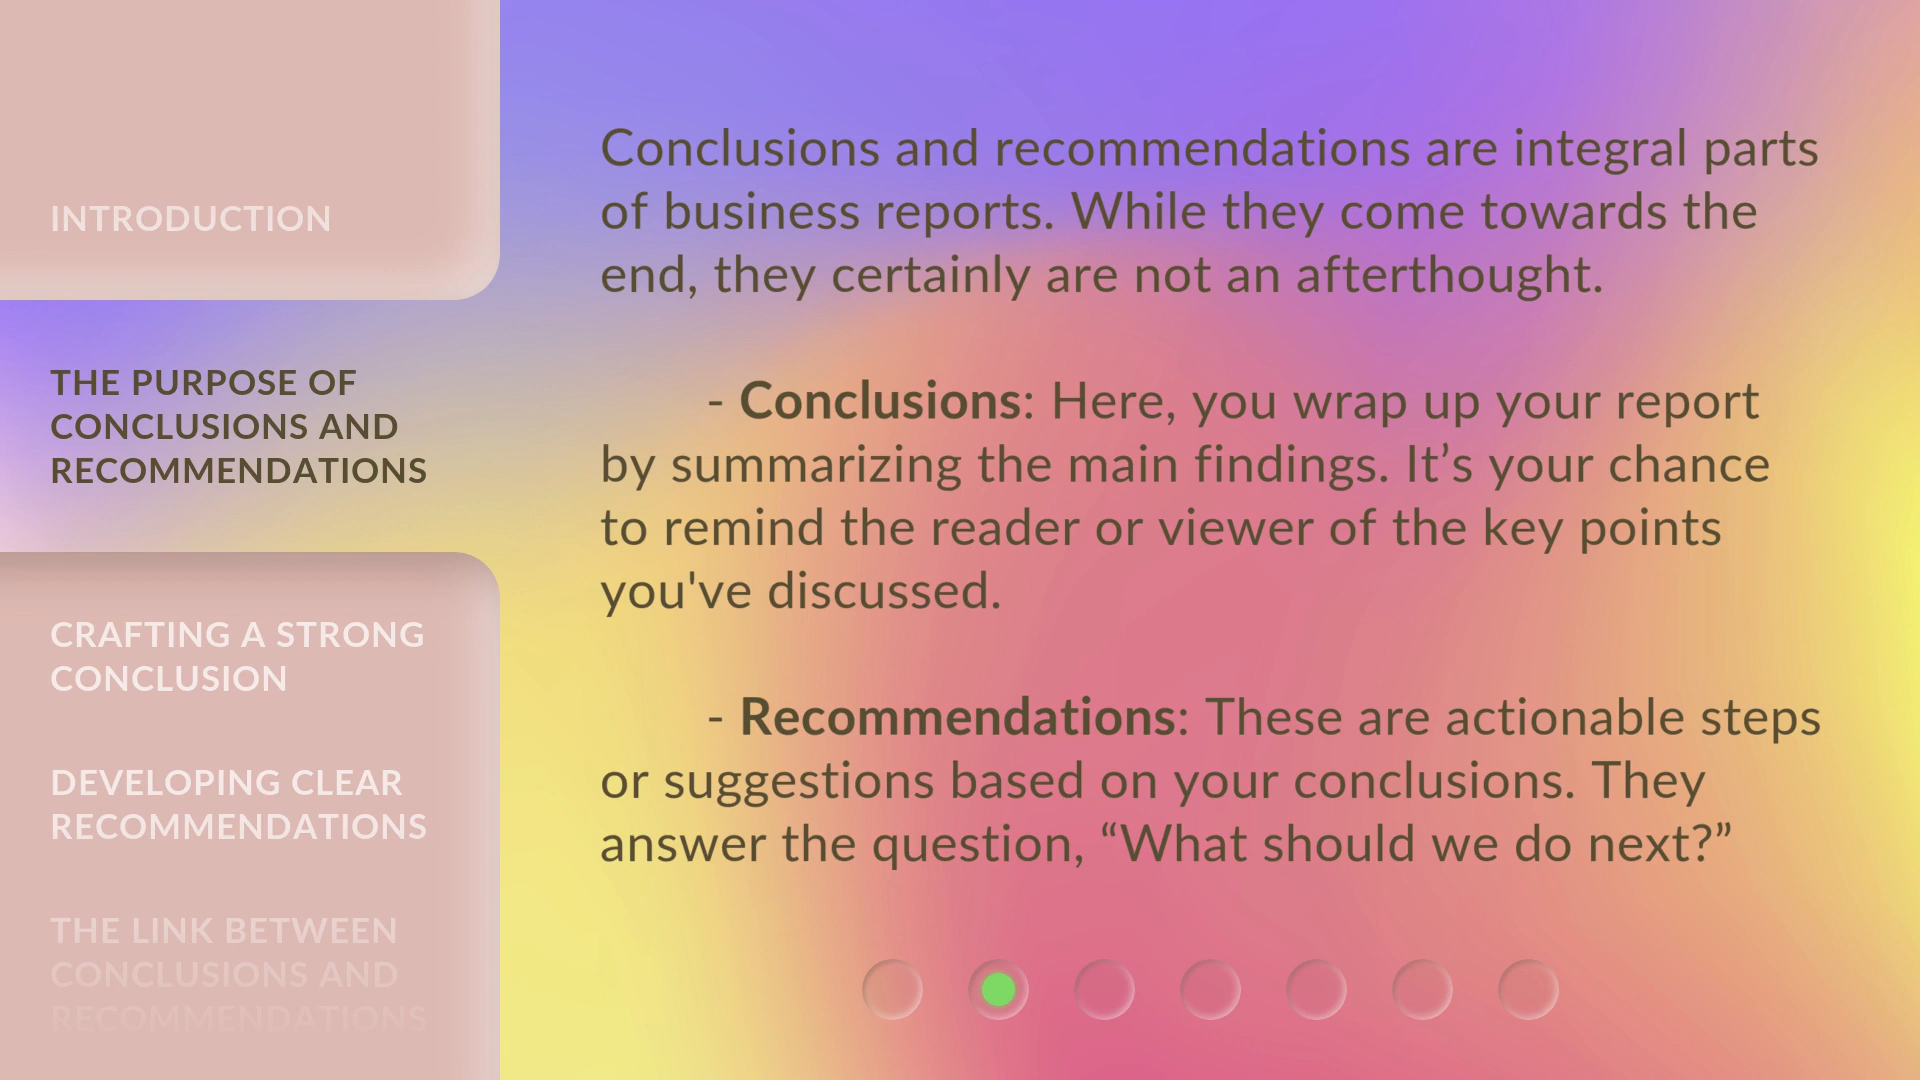 INTRODUCTION
THE PURPOSE OF
CONCLUSIONS AND
RECOMMENDATIONS
CRAFTING A STRONG
CONCLUSION
DEVELOPING CLEAR
RECOMMENDATIONS
THE LINK BETWEEN
CONCLUSIONS AND
RECOMMENDATIONS
Conclusions and recommendations are integral parts
of business reports. While they come towards the
end, they certainly are not an afterthought.
- Conclusions: Here, you wrap up your report
by summarizing the main findings. It’s your chance
to remind the reader or viewer of the key points
you've discussed.
- Recommendations: These are actionable steps
or suggestions based on your conclusions. They
answer the question, “What should we do next?”